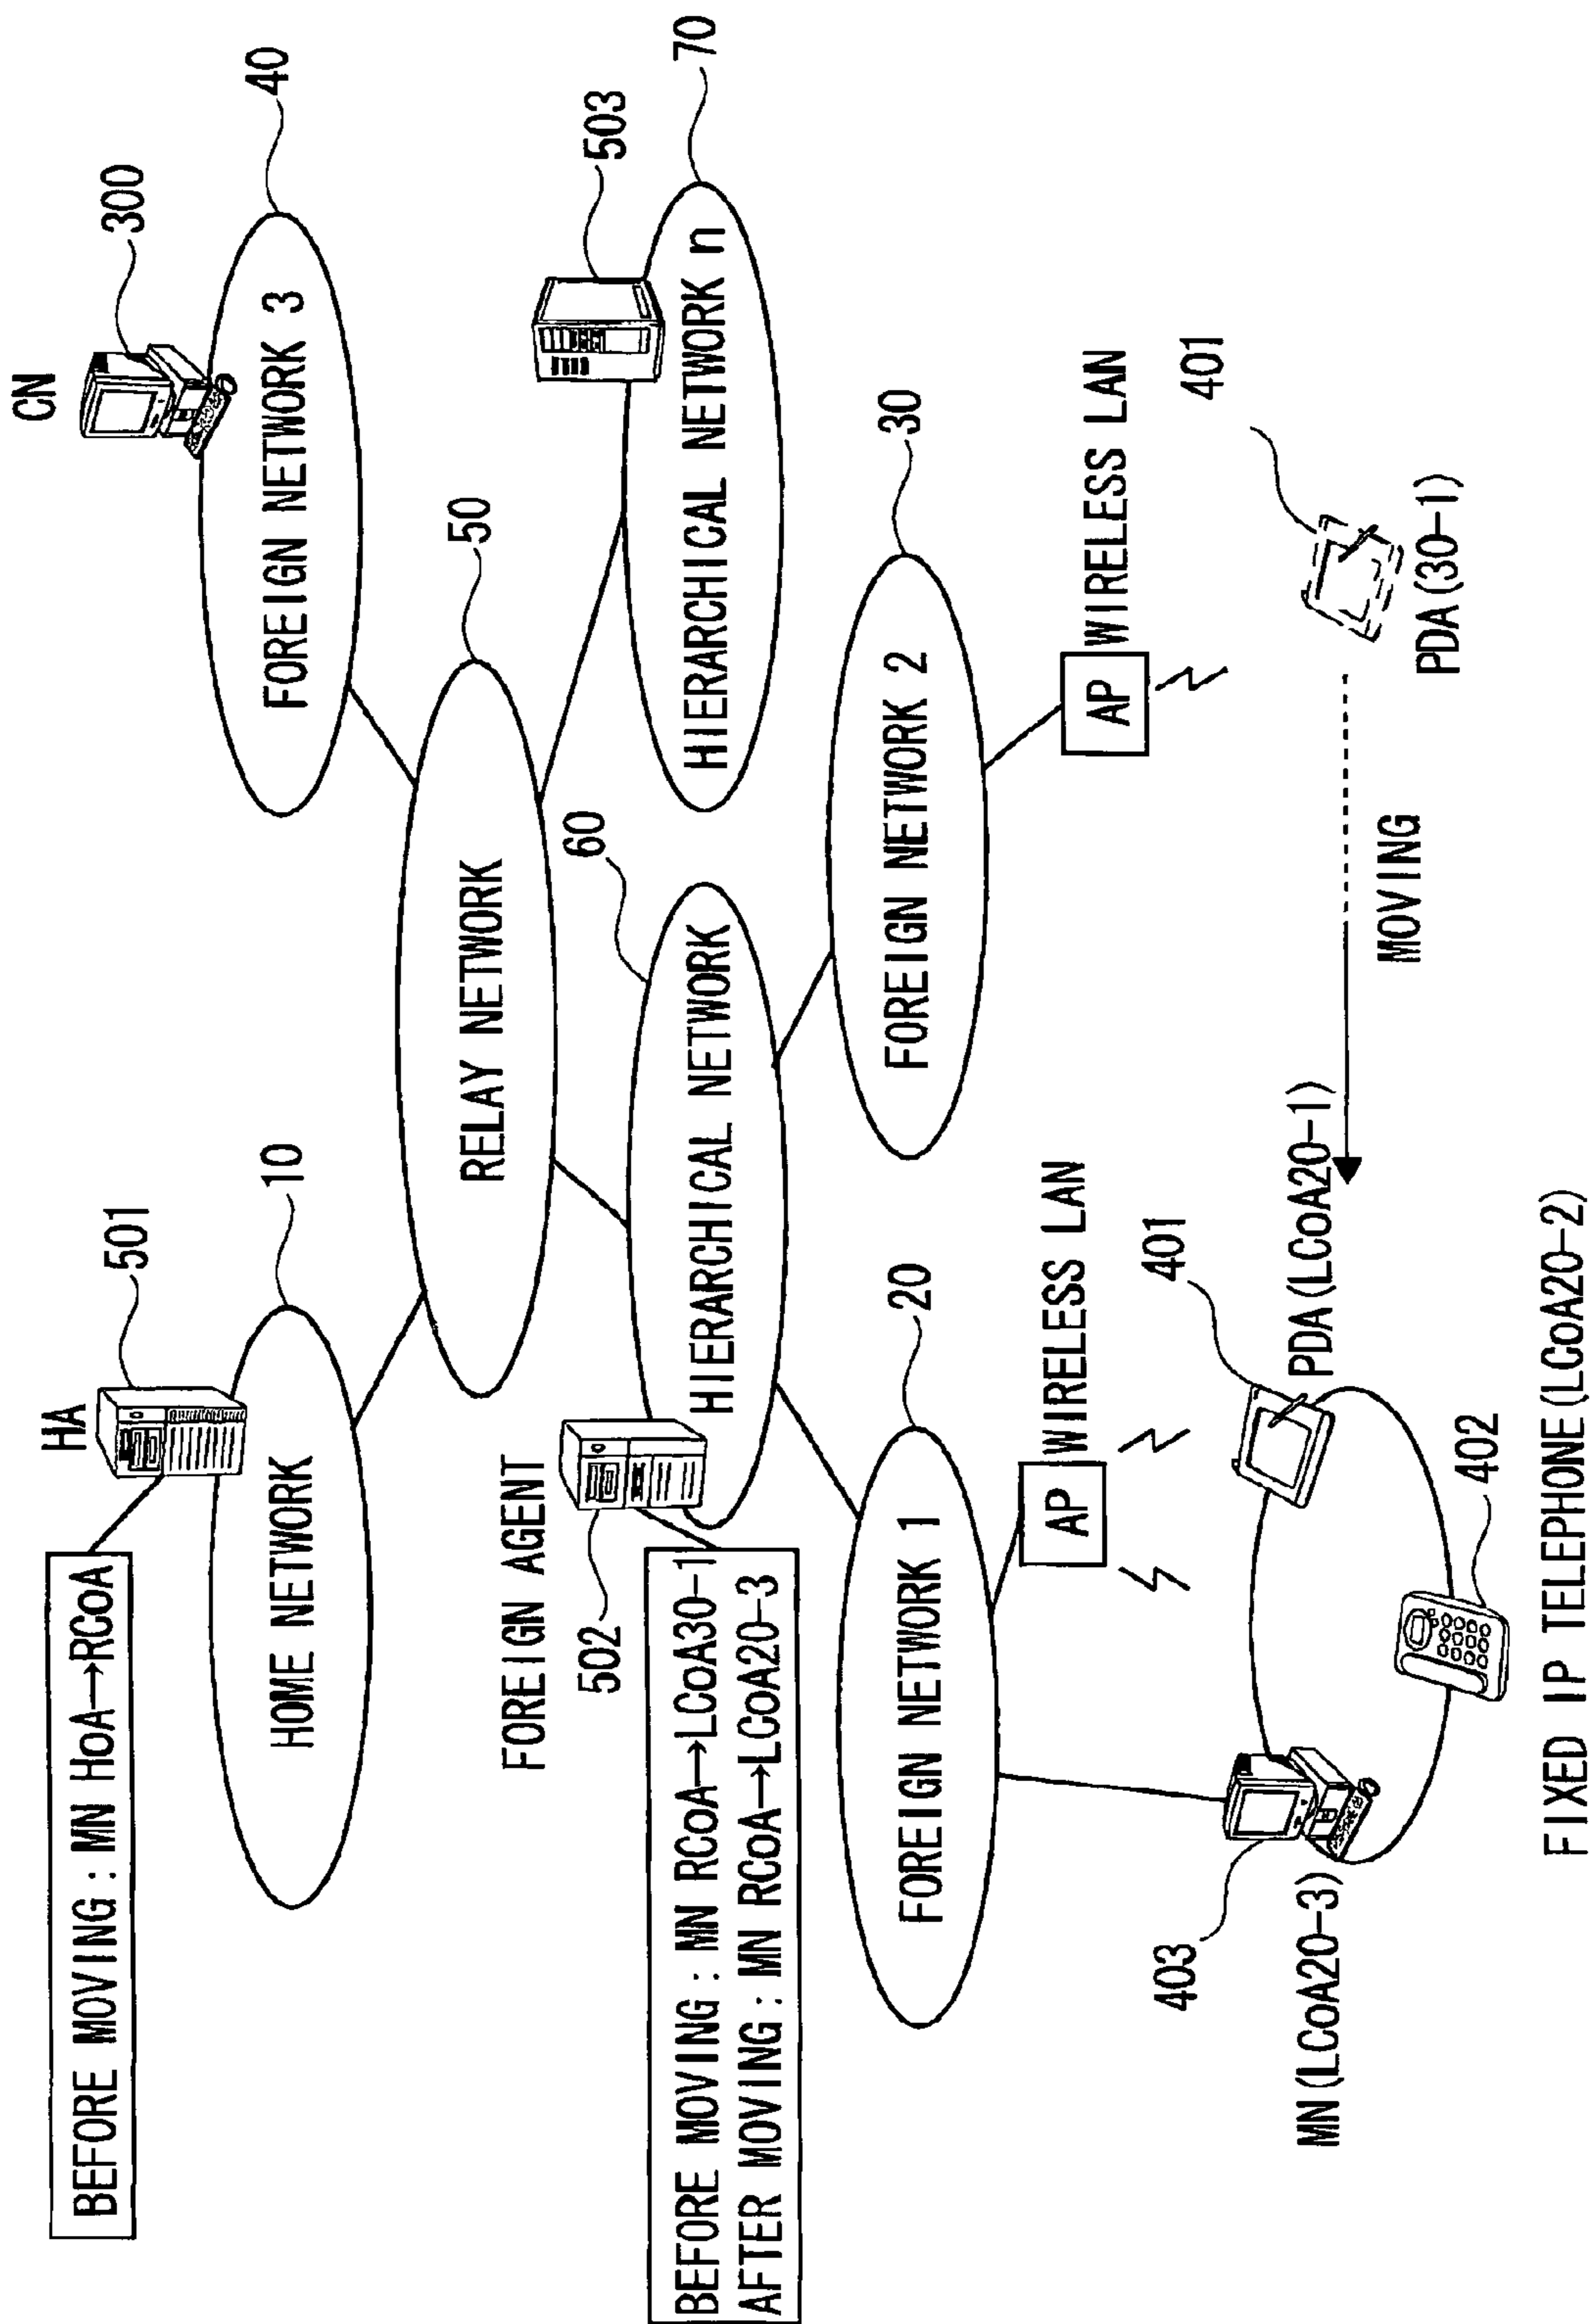 BEFORE MOVING : MN HoA→RCoA
HA
501
CN
300
HOME NETWORK
10
FOREIGN NETWORK 3
40
RELAY NETWORK
50
FOREIGN AGENT
502
BEFORE MOVING : MN RCoA→LCoA30-1
AFTER MOVING : MN RCoA→LCoA20-3
HIERARCHICAL NETWORK
60
503
HIERARCHICAL NETWORK n
70
FOREIGN NETWORK 1
20
FOREIGN NETWORK 2
30
AP
WIRELESS LAN
AP
WIRELESS LAN
403
MN (LCoA20-3)
401
PDA (LCoA20-1)
MOVING
401
PDA (30-1)
402
FIXED IP TELEPHONE (LCoA20-2)